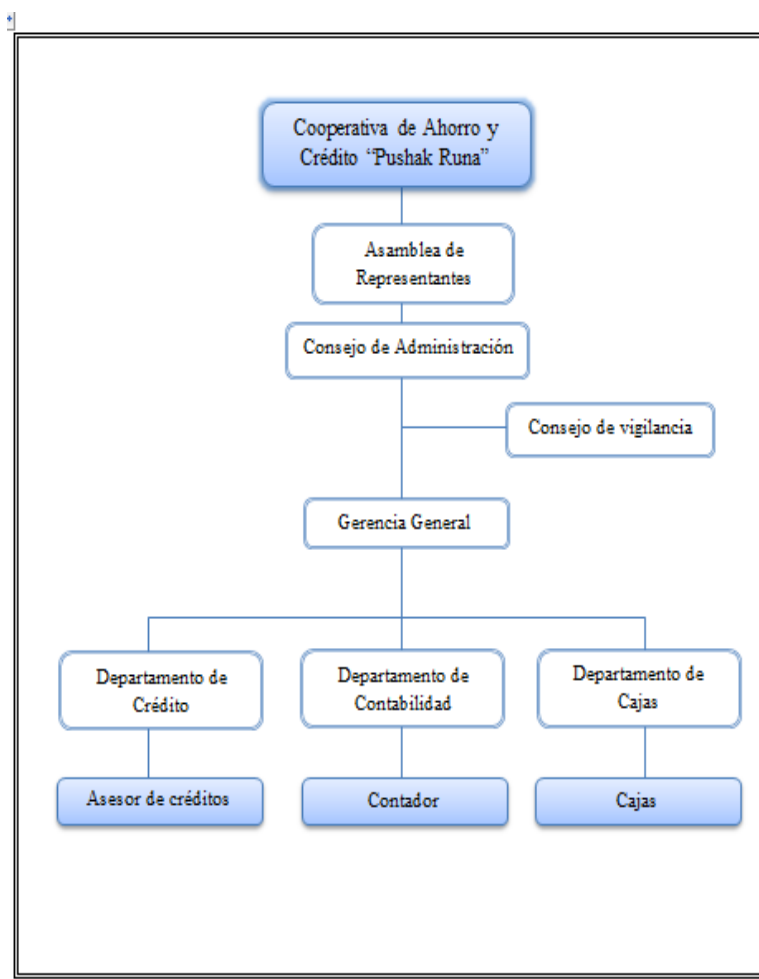 Cooperativa de Ahorro y
Crédito “Pushak Runa”
Asamblea de
Representantes
Consejo de Administración
Consejo de vigilancia
Gerencia General
Departamento de
Crédito
Departamento de
Contabilidad
Departamento de
Cajas
Asesor de créditos
Contador
Cajas